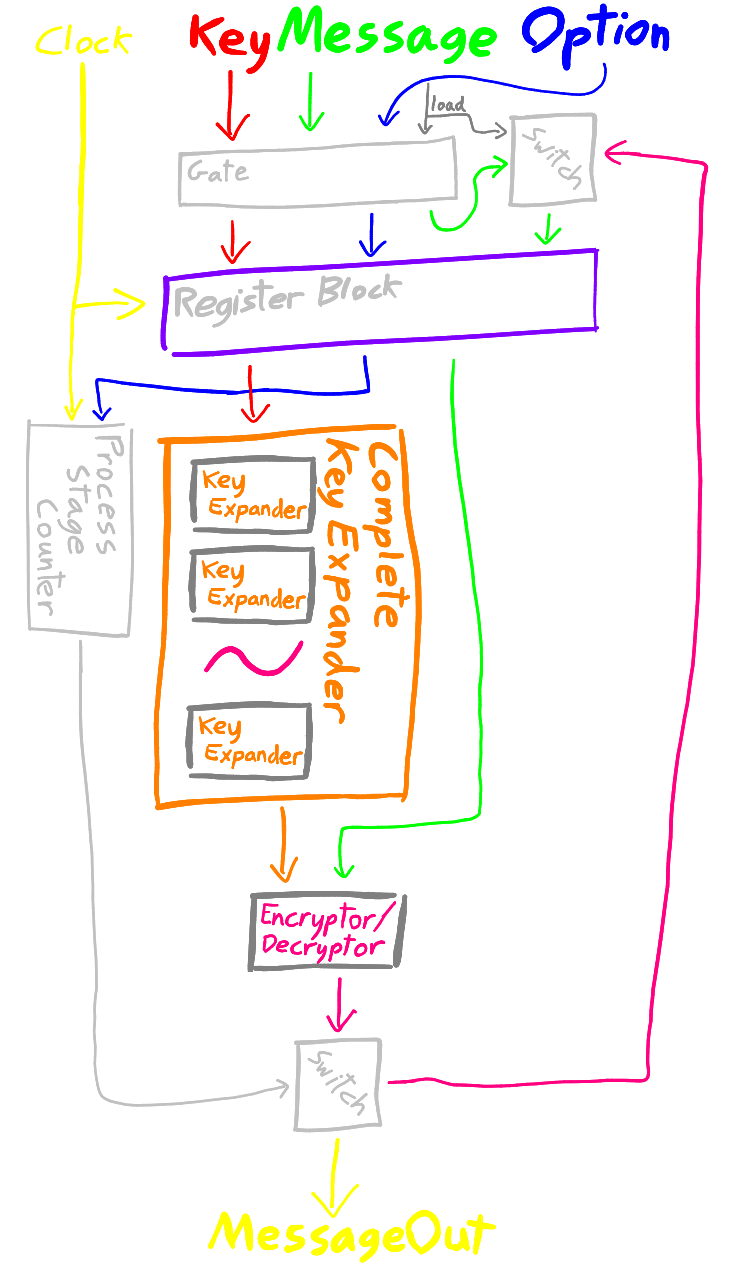 Clock
Key
Message
Option
load
Switch
Gate
Register Block
Process
Stage
Counter
Complete
Key Expander
Key
Expander
Key
Expander
Key
Expander
Encryptor/
Decryptor
Switch
MessageOut